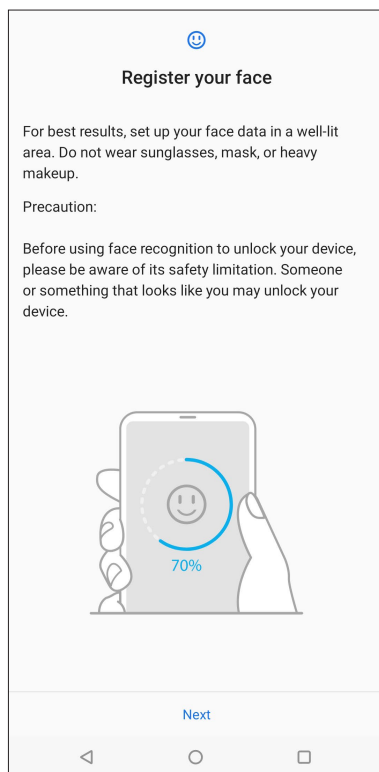 Register your face
For best results, set up your face data in a well-lit
area. Do not wear sunglasses, mask, or heavy
makeup.
Precaution:
Before using face recognition to unlock your device,
please be aware of its safety limitation. Someone
or something that looks like you may unlock your
device.
70%
Next